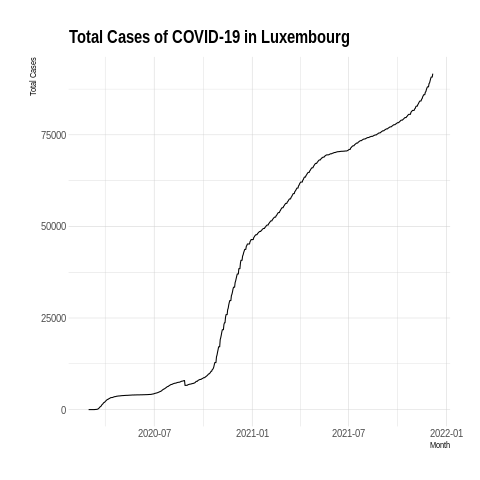 Total Cases of COVID-19 in Luxembourg
Total Cases
75000
50000
25000
0
2020-07 2021-01 2021-07 2022-01
Month